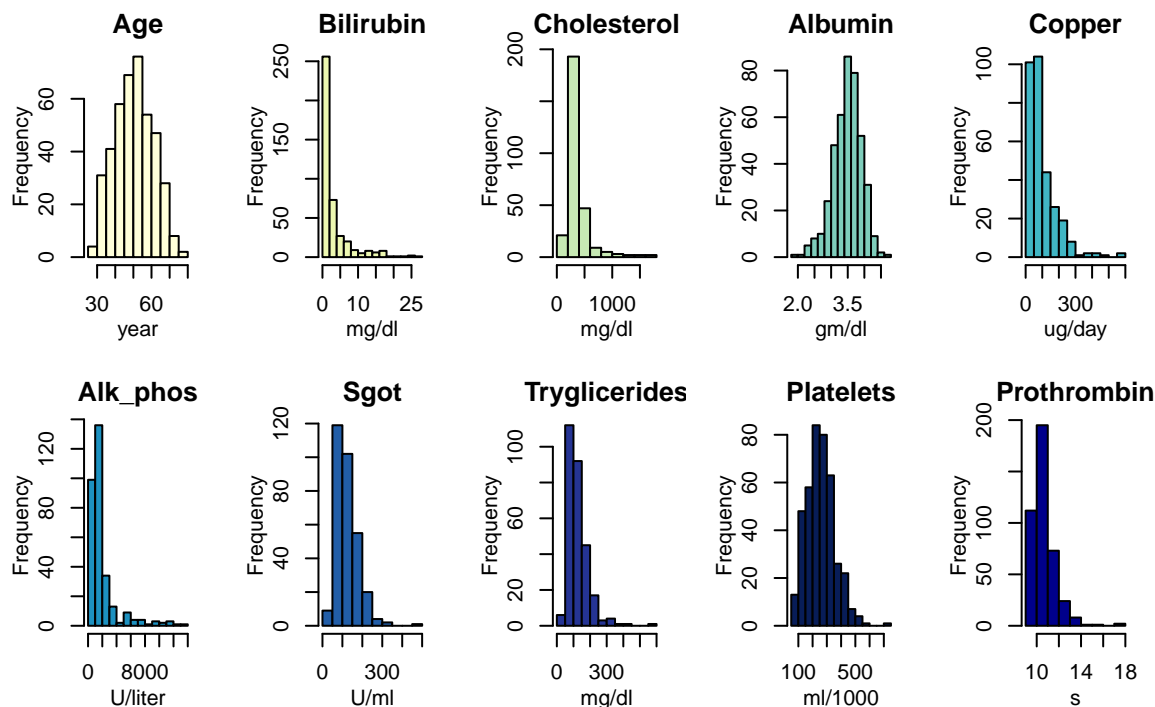 Age
Bilirubin
Cholesterol
Albumin
Copper
Frequency
0 20 40 60
30 60
year
Frequency
0 50 150 250
0 10 25
mg/dl
Frequency
0 50 100 200
0 1000
mg/dl
Frequency
0 20 40 60 80
2.0 3.5
gm/dl
Frequency
0 20 40 60 100
0 300
ug/day
Alk_phos
Sgot
Tryglicerides
Platelets
Prothrombin
Frequency
0 40 80 120
0 8000
U/liter
Frequency
0 40 80 120
0 300
U/ml
Frequency
0 20 60 100
0 300
mg/dl
Frequency
0 20 40 60 80
100 500
ml/1000
Frequency
0 50 100 200
10 14 18
s